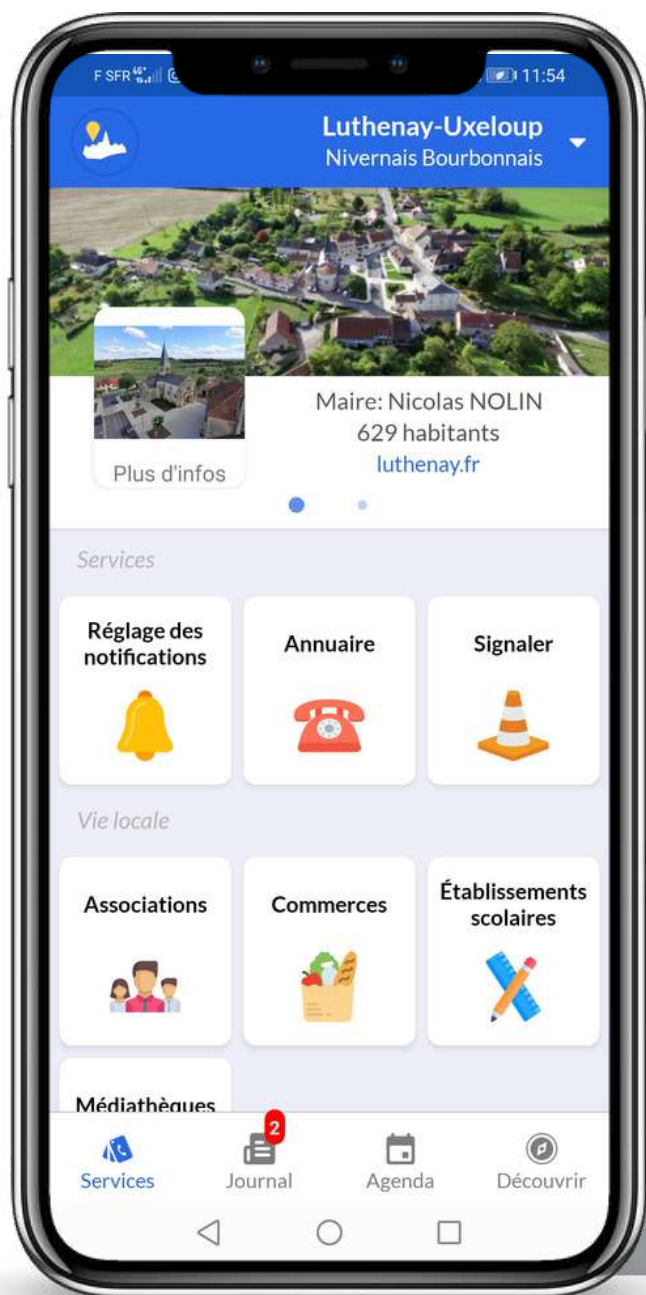 F SFR 11:54
Luthenay-Uxeloup
Nivernais Bourbonnais
Maire: Nicolas NOLIN
629 habitants
luthenay.fr
Plus d'infos
Services
Réglage des
notifications
Annuaire
Signaler
Vie locale
Associations
Commerces
Établissements
scolaires
Médiathèques
2
Services
Journal
Agenda
Découvrir